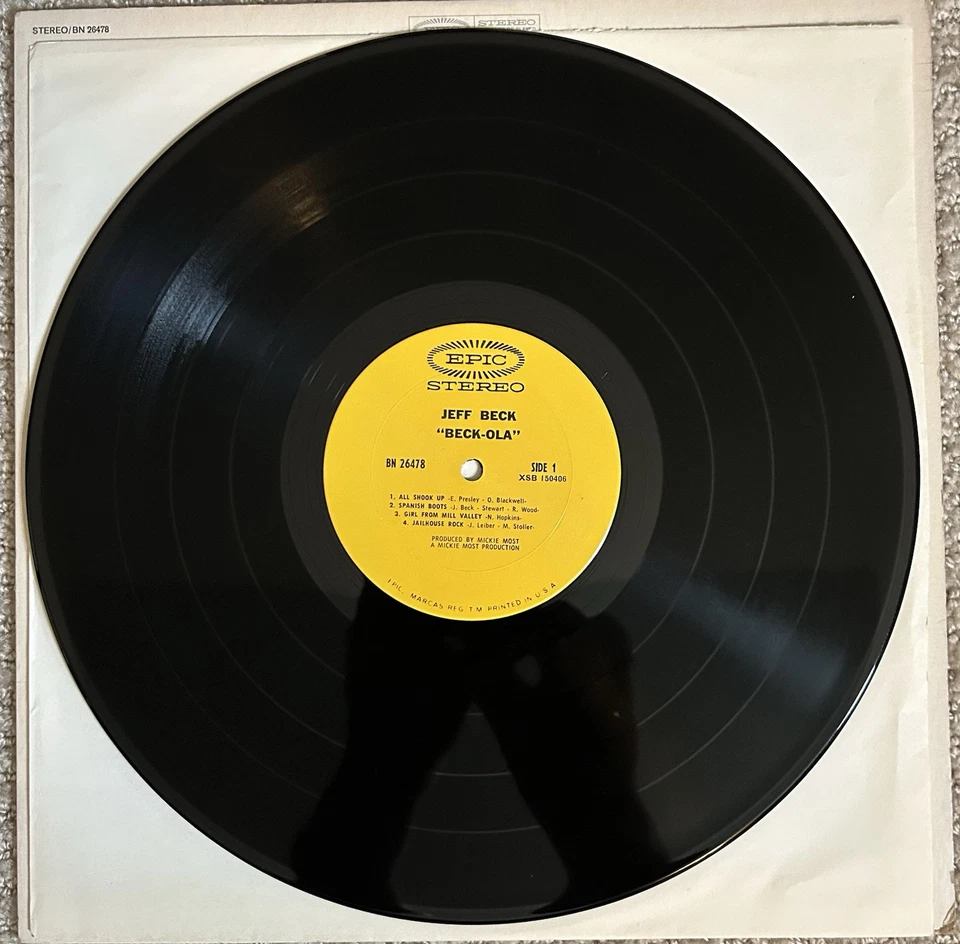 STEREO/BN 26478
EPIC STEREO
EPIC
STEREO
JEFF BECK
"BECK-OLA"
BN 26478
SIDE 1
XSB 150406
1. ALL SHOOK UP -E. Presley - O. Blackwell-
2. SPANISH BOOTS -J. Beck - Stewart - R. Wood-
3. GIRL FROM MILL VALLEY -N. Hopkins-
4. JAILHOUSE ROCK -J. Leiber - M. Stoller-
PRODUCED BY MICKIE MOST
A MICKIE MOST PRODUCTION
EPIC, MARCAS REG. T.M. PRINTED IN U.S.A.